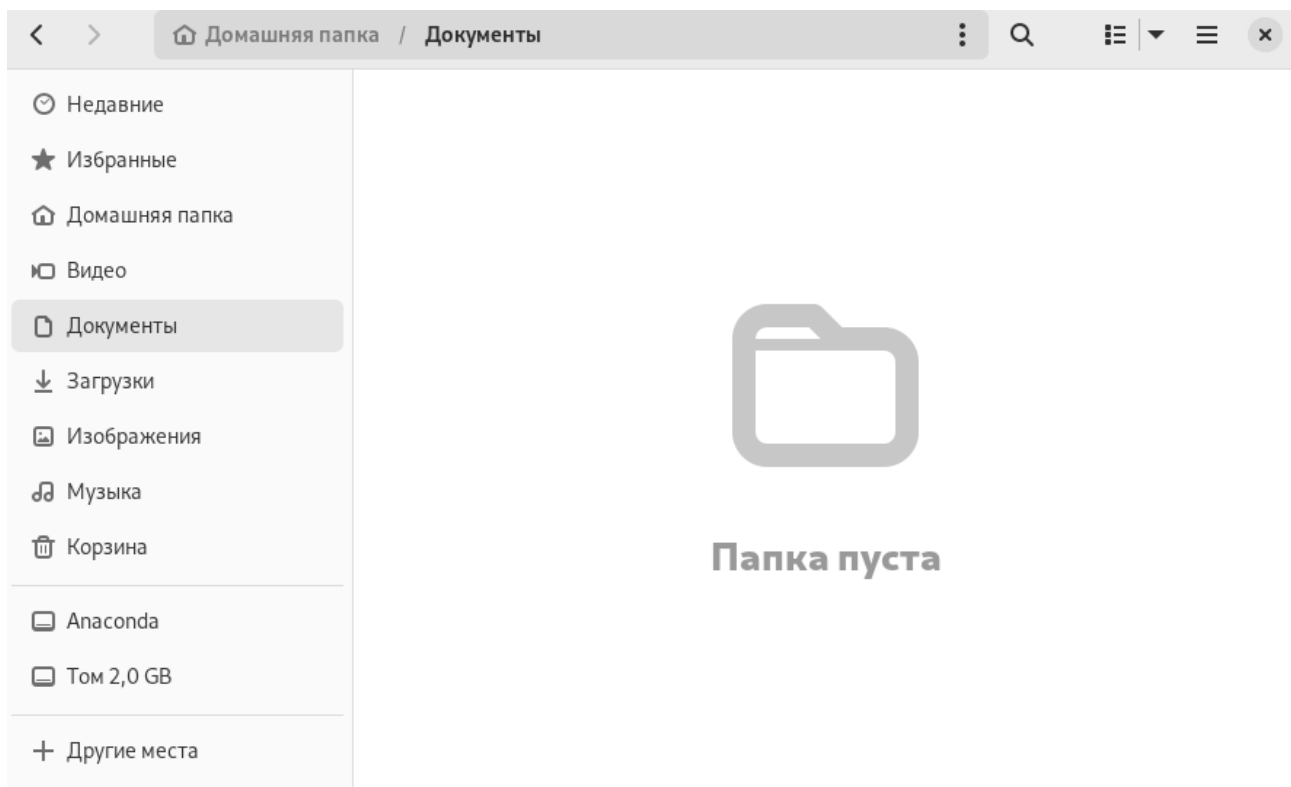 Домашняя папка / Документы
Недавние
Избранные
Домашняя папка
Видео
Документы
Загрузки
Изображения
Музыка
Корзина
Anaconda
Том 2,0 GB
Другие места
Папка пуста